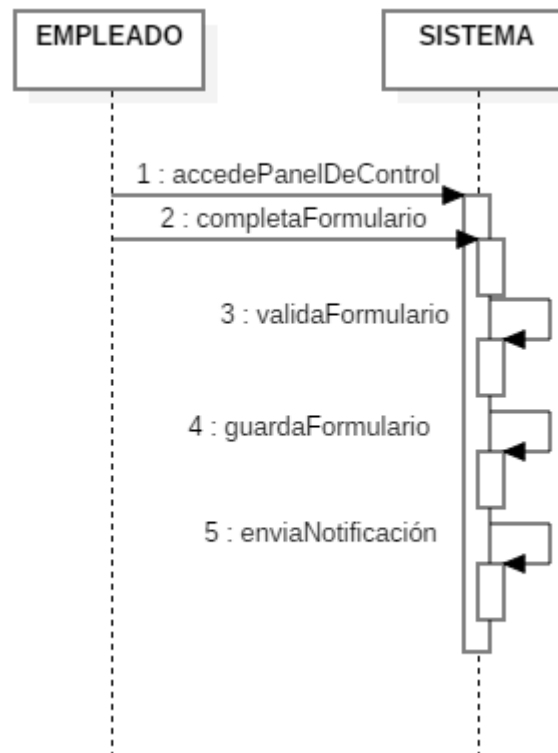 EMPLEADO
SISTEMA
1 : accedePanelDeControl
2 : completaFormulario
3 : validaFormulario
4 : guardaFormulario
5 : enviaNotificación